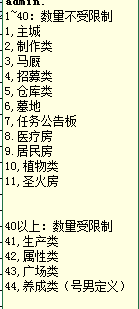 admin.
1~40：数量不受限制
1,主城
2,制作类
3,马厩
4,招募类
5,仓库类
6,墓地
7,任务公告板
8,医疗房
9.居民房
10,植物类
11,圣火房
40以上：数量受限制
41,生产类
42,属性类
43,广场类
44,养成类（号男定义）